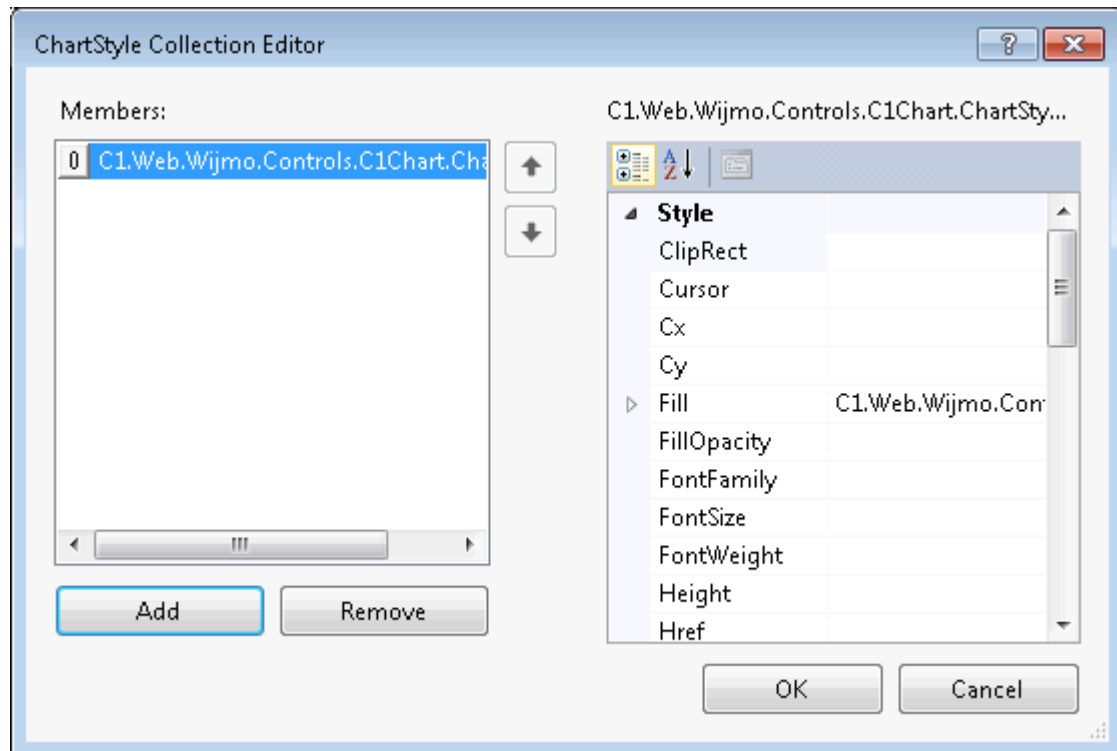 ChartStyle Collection Editor
Members:
0 C1.Web.Wijmo.Controls.C1Chart.Cha
Add
Remove
C1.Web.Wijmo.Controls.C1Chart.ChartSty...
Style
ClipRect
Cursor
Cx
Cy
Fill C1.Web.Wijmo.Con
FillOpacity
FontFamily
FontSize
FontWeight
Height
Href
OK
Cancel